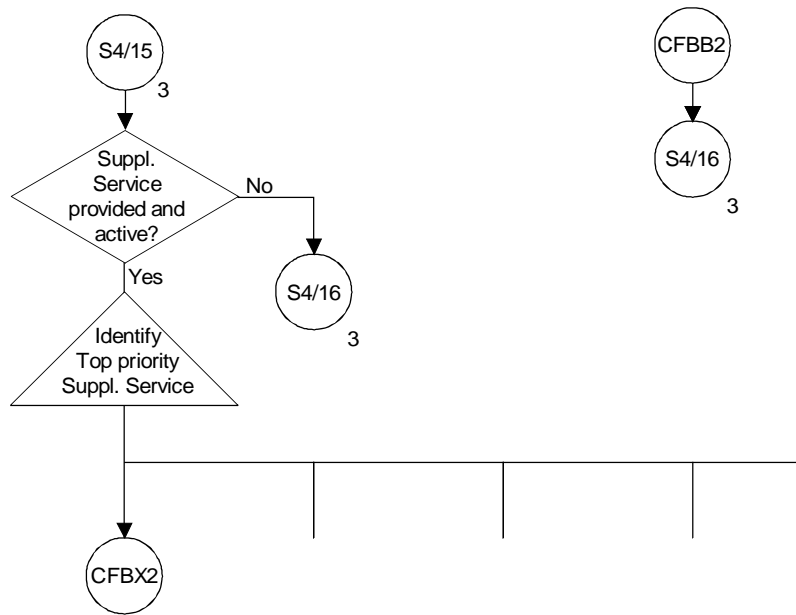 S4/15
3
CFBB2
S4/16
3
Suppl.
Service
provided and
active?
No
Yes
S4/16
3
Identify
Top priority
Suppl. Service
CFBX2